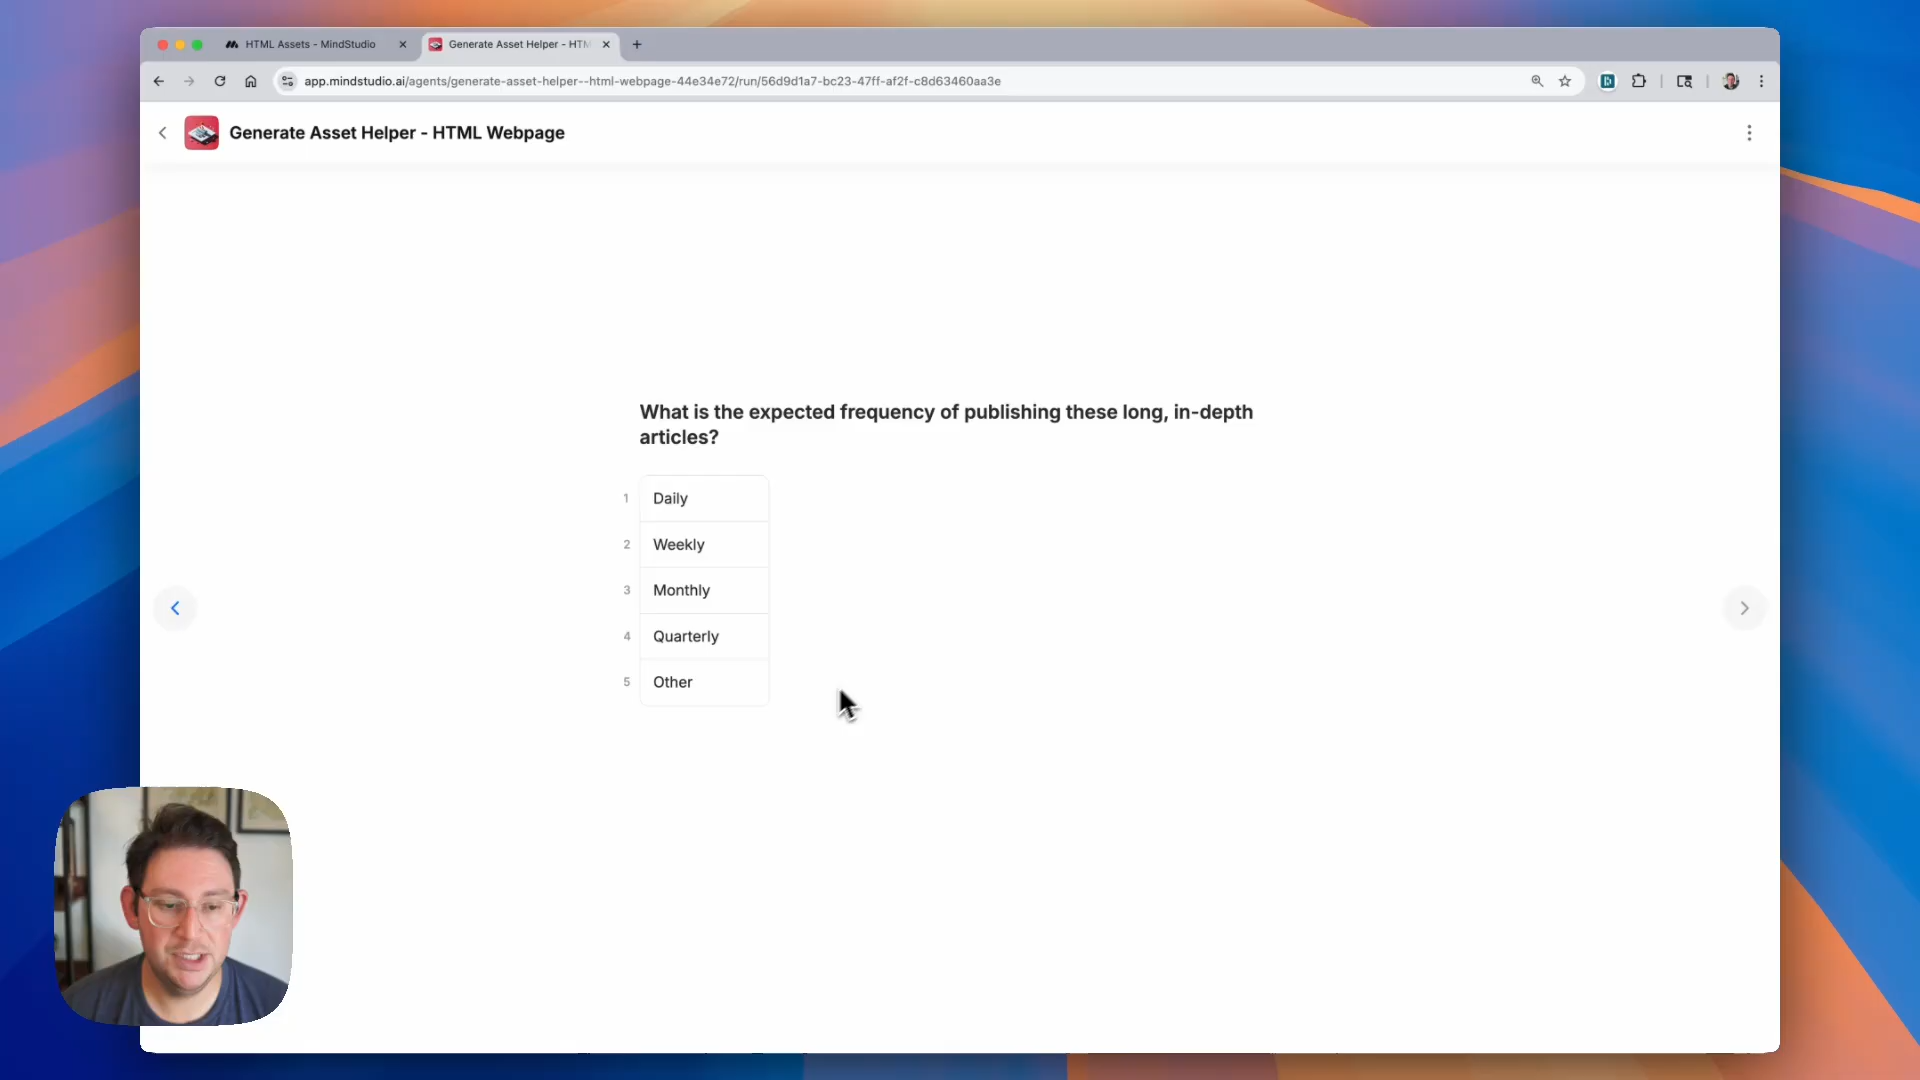 HTML Assets - MindStudio
Generate Asset Helper - HTM
app.mindstudio.ai/agents/generate-asset-helper--html-webpage-44e34e72/run/56d9d1a7-bc23-47ff-af2f-c8d63460aa3e
Generate Asset Helper - HTML Webpage
What is the expected frequency of publishing these long, in-depth
articles?
1 Daily
2 Weekly
3 Monthly
4 Quarterly
5 Other